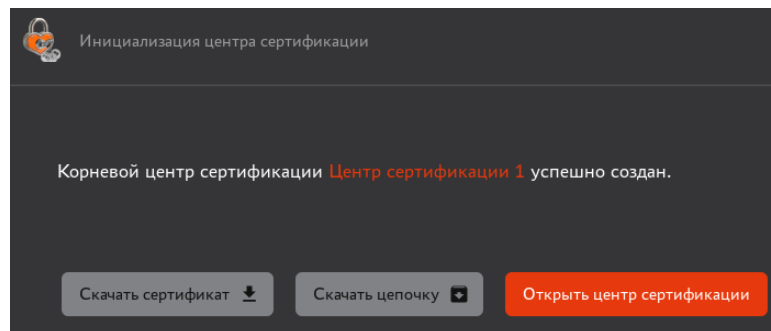 Инициализация центра сертификации
Корневой центр сертификации Центр сертификации 1 успешно создан.
Скачать сертификат
Скачать цепочку
Открыть центр сертификации